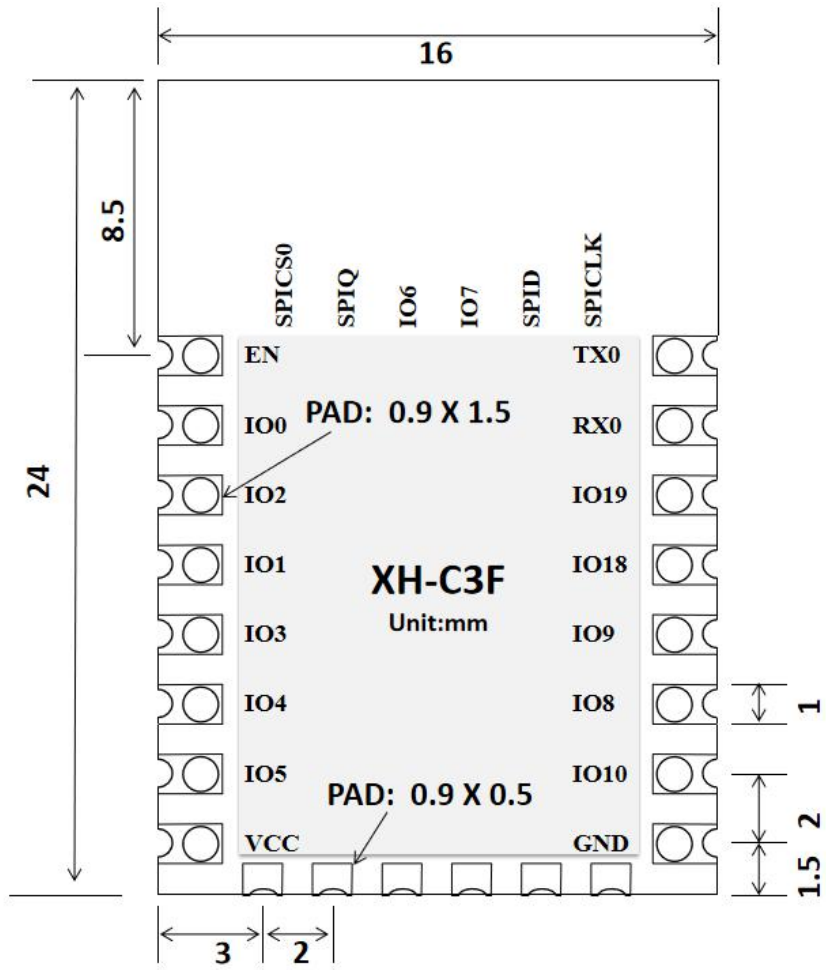 16
8.5
SPICS0
SPIQ
IO6
IO7
SPID
SPICLK
EN
TX0
IO0
PAD: 0.9 X 1.5
RX0
24
IO2
IO19
IO1
XH-C3F
IO18
Unit:mm
IO3
IO9
IO4
IO8
1
IO5
PAD: 0.9 X 0.5
IO10
2
VCC
GND
1.5
3
2